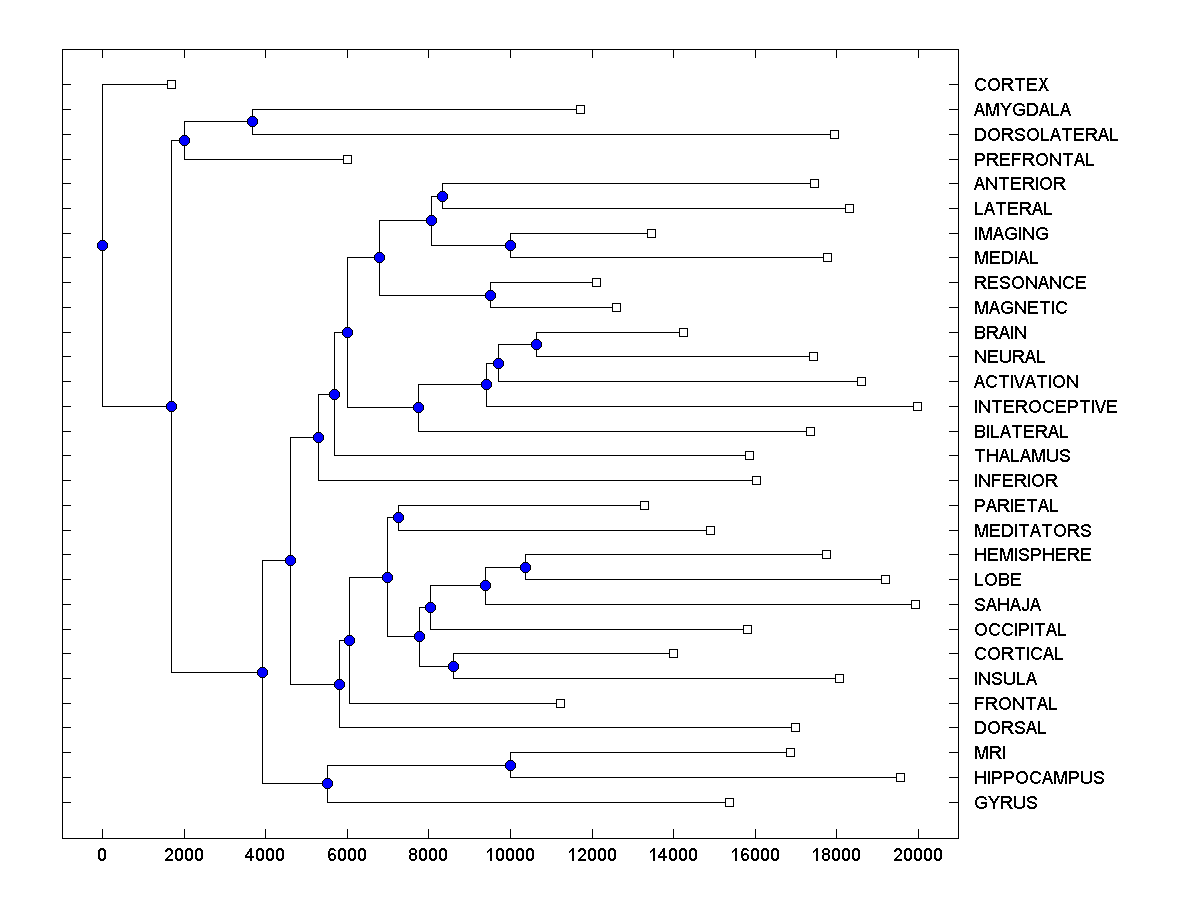 CORTEX
AMYGDALA
DORSOLATERAL
PREFRONTAL
ANTERIOR
LATERAL
IMAGING
MEDIAL
RESONANCE
MAGNETIC
BRAIN
NEURAL
ACTIVATION
INTEROCEPTIVE
BILATERAL
THALAMUS
INFERIOR
PARIETAL
MEDITATORS
HEMISPHERE
LOBE
SAHAJA
OCCIPITAL
CORTICAL
INSULA
FRONTAL
DORSAL
MRI
HIPPOCAMPUS
GYRUS
0 2000 4000 6000 8000 10000 12000 14000 16000 18000 20000